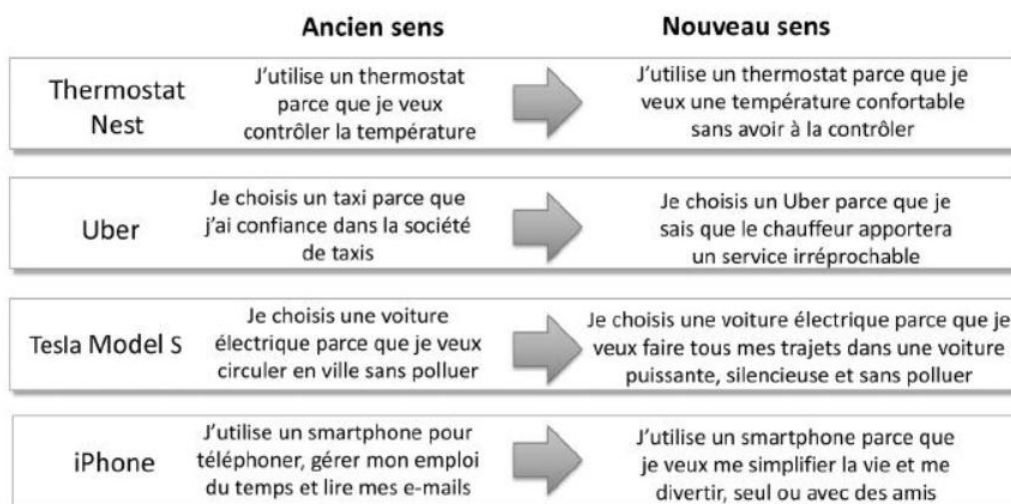 Ancien sens
Nouveau sens
Thermostat
Nest
J'utilise un thermostat
parce que je veux
contrôler la température
J'utilise un thermostat parce que je
veux une température confortable
sans avoir à la contrôler
Uber
Je choisis un taxi parce que
j'ai confiance dans la société
de taxis
Je choisis un Uber parce que je
sais que le chauffeur apportera
un service irréprochable
Tesla Model S
Je choisis une voiture
électrique parce que je veux
circuler en ville sans polluer
Je choisis une voiture électrique parce que je
veux faire tous mes trajets dans une voiture
puissante, silencieuse et sans polluer
iPhone
J'utilise un smartphone pour
téléphoner, gérer mon emploi
du temps et lire mes e-mails
J'utilise un smartphone parce que
je veux me simplifier la vie et me
divertir, seul ou avec des amis